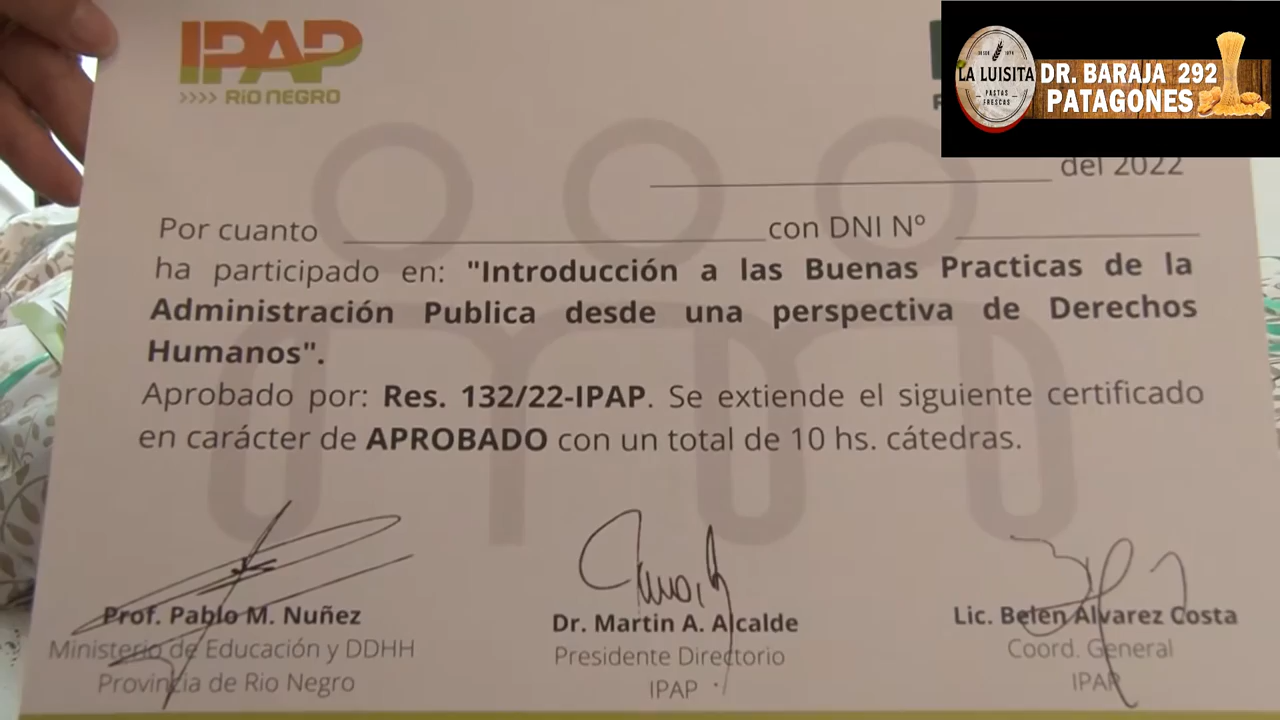 IPAP
>>>> RÍO NEGRO
DESDE 1974
LA LUISITA
PASTAS
FRESCAS
DR. BARAJA 292
PATAGONES
del 2022
Por cuanto con DNI Nº
ha participado en: "Introducción a las Buenas Practicas de la
Administración Publica desde una perspectiva de Derechos
Humanos".
Aprobado por: Res. 132/22-IPAP. Se extiende el siguiente certificado
en carácter de APROBADO con un total de 10 hs. cátedras.
Prof. Pablo M. Nuñez
Ministerio de Educación y DDHH
Provincia de Rio Negro
Dr. Martin A. Alcalde
Presidente Directorio
IPAP
Lic. Belen Alvarez Costa
Coord. General
IPAP